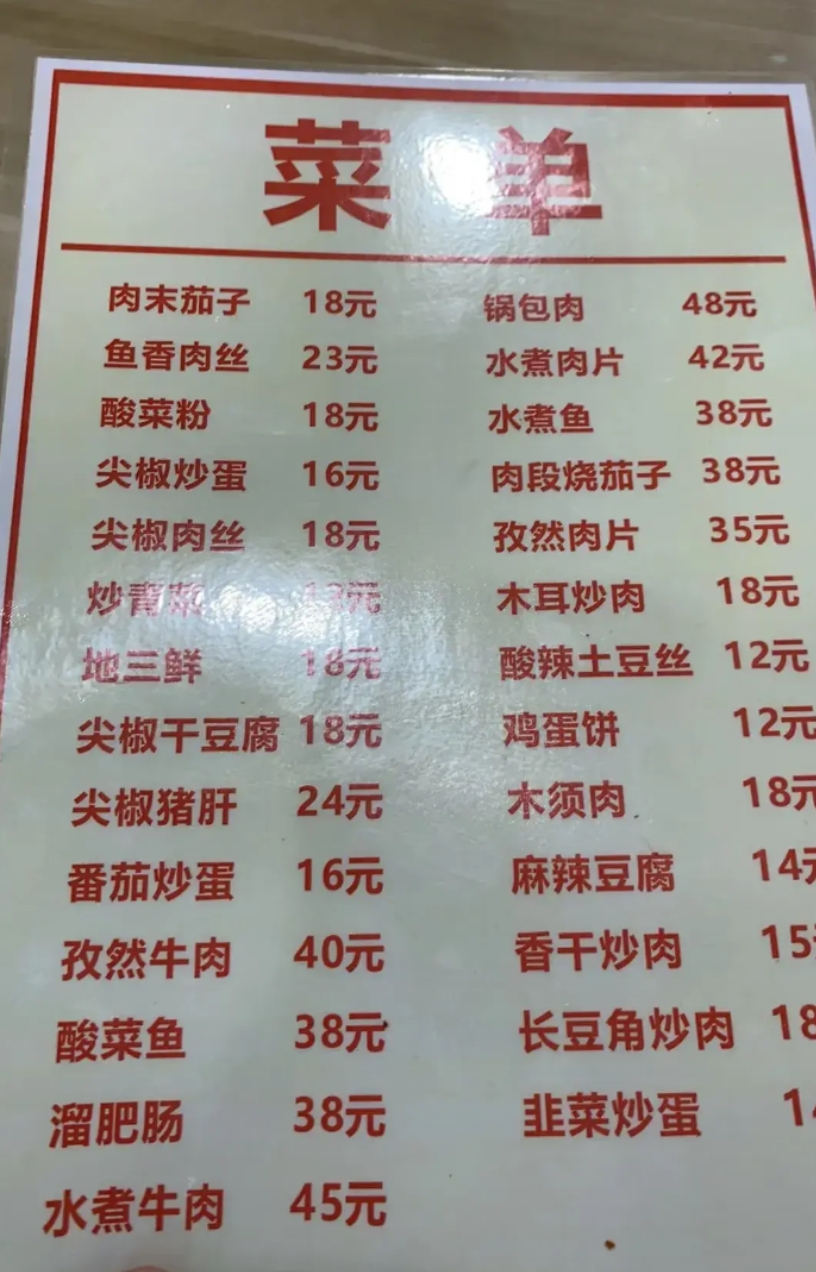 菜单
肉末茄子 18元
鱼香肉丝 23元
酸菜粉 18元
尖椒炒蛋 16元
尖椒肉丝 18元
炒青菜
地三鲜 18元
尖椒干豆腐 18元
尖椒猪肝 24元
番茄炒蛋 16元
孜然牛肉 40元
酸菜鱼 38元
溜肥肠 38元
水煮牛肉 45元
锅包肉 48元
水煮肉片 42元
水煮鱼 38元
肉段烧茄子 38元
孜然肉片 35元
木耳炒肉 18元
酸辣土豆丝 12元
鸡蛋饼 12元
木须肉 18元
麻辣豆腐 14元
香干炒肉 15
长豆角炒肉 18
韭菜炒蛋